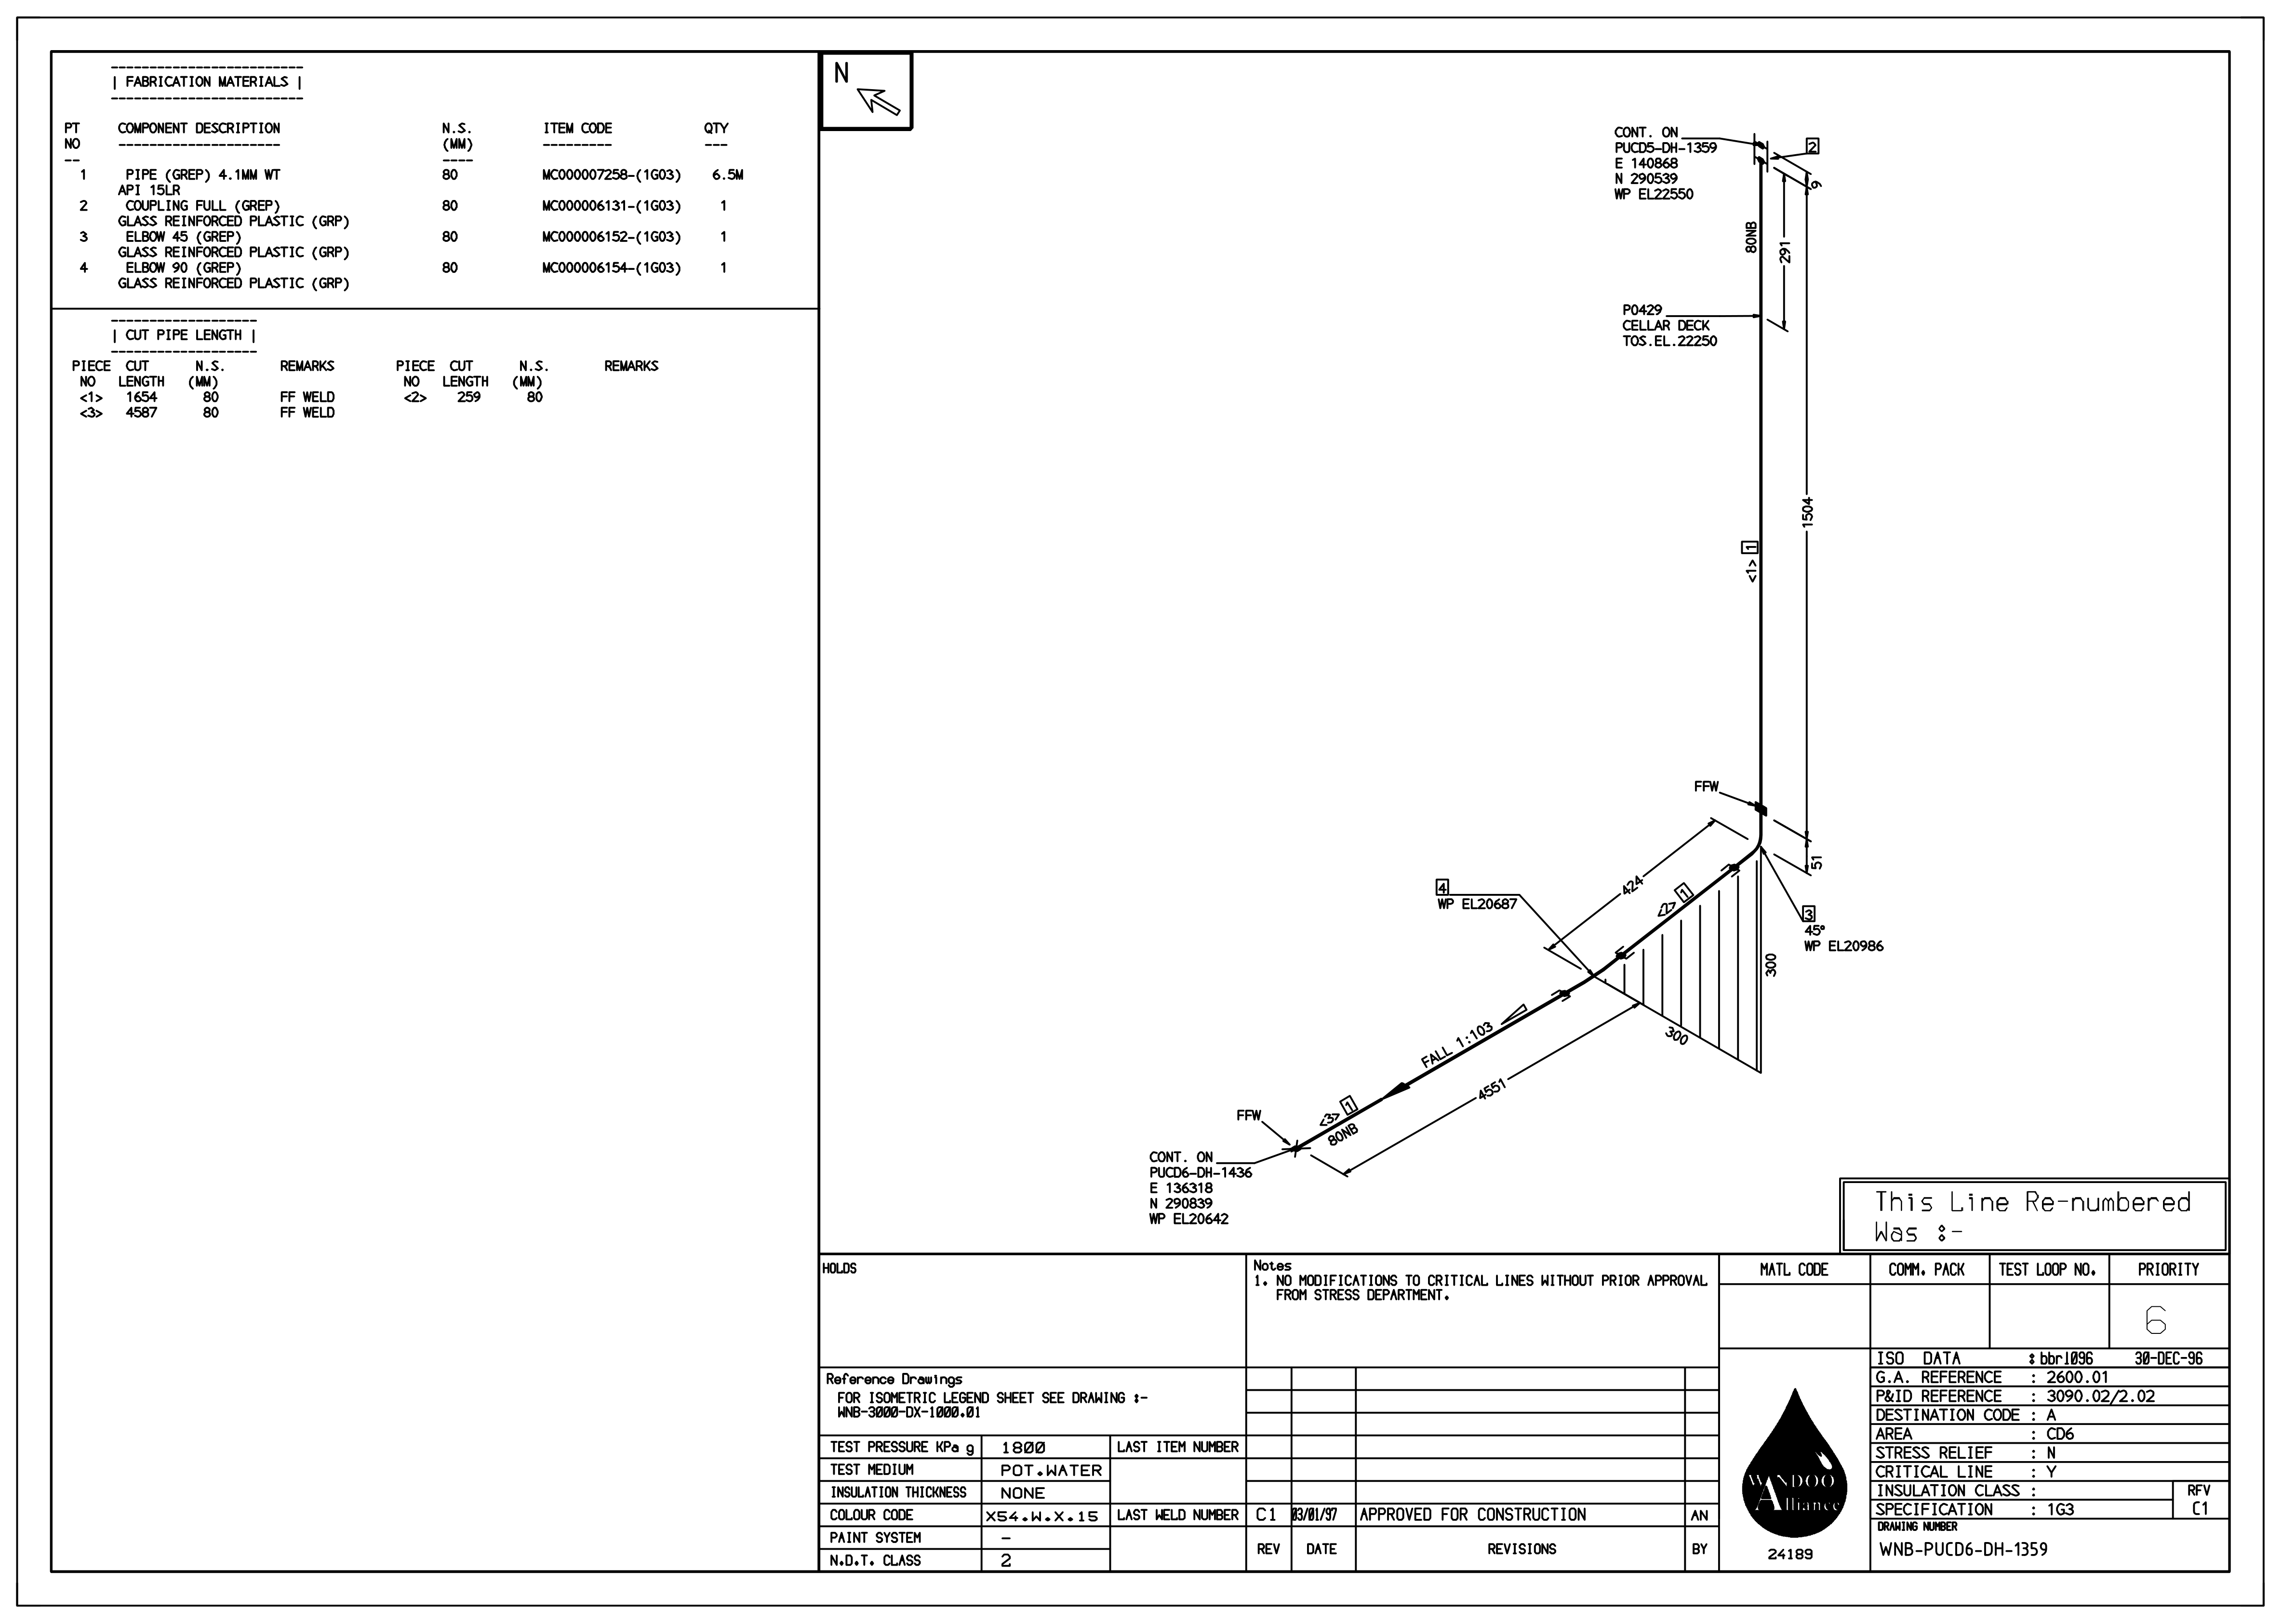 -------------------------
| FABRICATION MATERIALS |
-------------------------
PT COMPONENT DESCRIPTION N.S. ITEM CODE QTY
NO --------------------- (MM) --------- ---
-- ----
1 PIPE (GREP) 4.1MM WT 80 MC000007258-(1G03) 6.5M
API 15LR
2 COUPLING FULL (GREP) 80 MC000006131-(1G03) 1
GLASS REINFORCED PLASTIC (GRP)
3 ELBOW 45 (GREP) 80 MC000006152-(1G03) 1
GLASS REINFORCED PLASTIC (GRP)
4 ELBOW 90 (GREP) 80 MC000006154-(1G03) 1
GLASS REINFORCED PLASTIC (GRP)
-------------------
| CUT PIPE LENGTH |
-------------------
PIECE CUT N.S. REMARKS PIECE CUT N.S. REMARKS
NO LENGTH (MM) NO LENGTH (MM)
<1> 1654 80 FF WELD <2> 259 80
<3> 4587 80 FF WELD
N
CONT. ON
PUCD5-DH-1359
E 140868
N 290539
WP EL22550
2
6
80NB
291
P0429
CELLAR DECK
TOS.EL.22250
1504
<1> 1
FFW
51
424
4
WP EL20687
<2> 1
3
45°
WP EL20986
300
300
FALL 1:103
4551
<3> 1
80NB
FFW
CONT. ON
PUCD6-DH-1436
E 136318
N 290839
WP EL20642
This Line Re-numbered
Was :-
HOLDS
Notes
1. NO MODIFICATIONS TO CRITICAL LINES WITHOUT PRIOR APPROVAL
FROM STRESS DEPARTMENT.
MATL CODE COMM. PACK TEST LOOP NO. PRIORITY
6
Reference Drawings
FOR ISOMETRIC LEGEND SHEET SEE DRAWING :-
WNB-3000-DX-1000.01
TEST PRESSURE KPa g 1800 LAST ITEM NUMBER
TEST MEDIUM POT.WATER
INSULATION THICKNESS NONE
COLOUR CODE X54.W.X.15 LAST WELD NUMBER
PAINT SYSTEM -
N.D.T. CLASS 2
C1 03/01/97 APPROVED FOR CONSTRUCTION AN
REV DATE REVISIONS BY
WANDOO
Alliance
24189
ISO DATA : bbr1096 30-DEC-96
G.A. REFERENCE : 2600.01
P&ID REFERENCE : 3090.02/2.02
DESTINATION CODE : A
AREA : CD6
STRESS RELIEF : N
CRITICAL LINE : Y
INSULATION CLASS : RFV
SPECIFICATION : 1G3 C1
DRAWING NUMBER
WNB-PUCD6-DH-1359